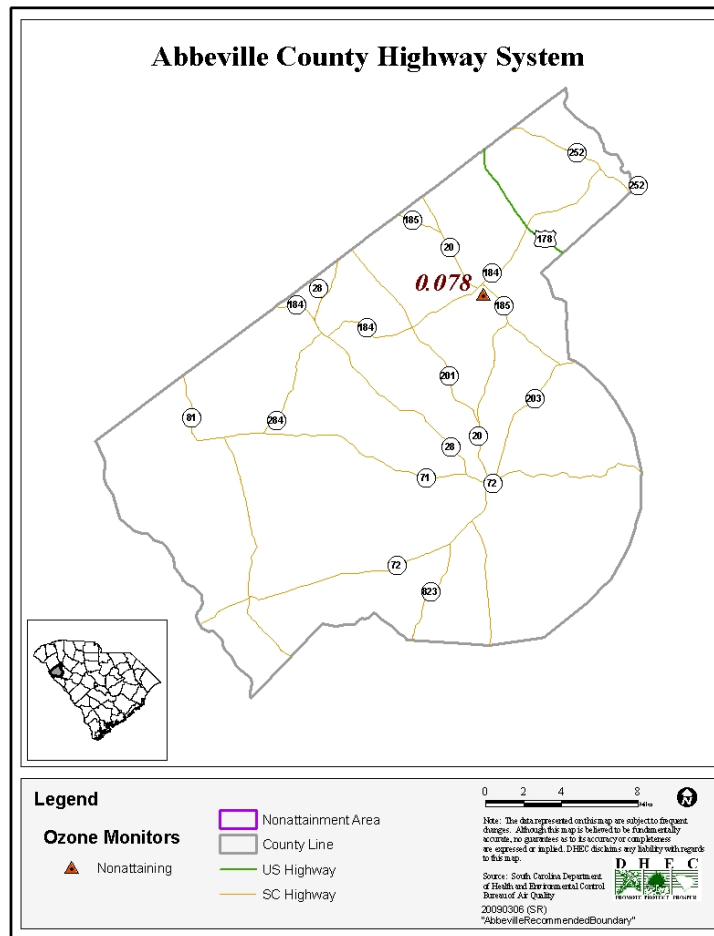 Abbeville County Highway System
252
252
185
178
20
184
0.078
28
184
185
184
201
203
81
284
20
28
71
72
72
823
Legend
Ozone Monitors
Nonattaining
Nonattainment Area
County Line
US Highway
SC Highway
0 2 4 8
Miles
N
Note: The data represented on this map are subject to frequent
changes. Although this map is believed to be fundamentally
accurate, no guarantees as to its accuracy or completeness
are expressed or implied. DHEC disclaims any liability with regards
to this map.
Source: South Carolina Department
of Health and Environmental Control
Bureau of Air Quality
D H E C
PROMOTE PROTECT PROSPER
20090306 (SR)
"AbbevilleRecommendedBoundary"